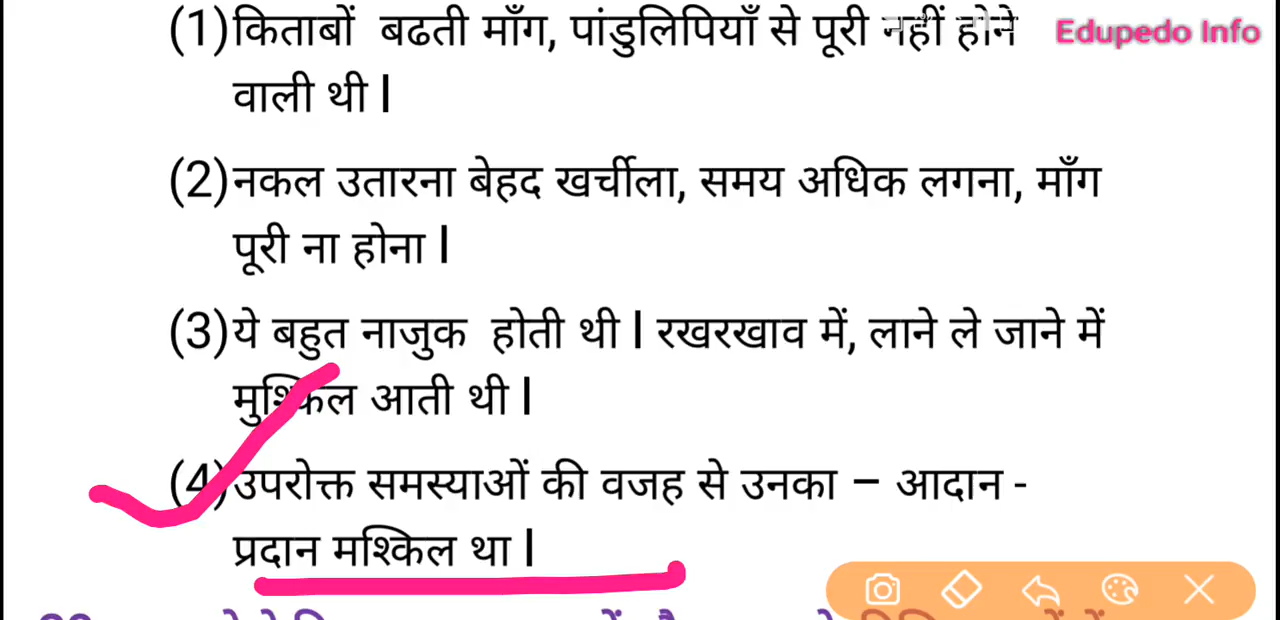 (1)किताबों बढती माँग, पांडुलिपियाँ से पूरी नहीं होने
Edupedo Info
वाली थी |
(2)नकल उतारना बेहद खर्चीला, समय अधिक लगना, माँग
पूरी ना होना |
(3)ये बहुत नाजुक होती थी | रखरखाव में, लाने ले जाने में
मुश्किल आती थी |
(4)उपरोक्त समस्याओं की वजह से उनका – आदान -
प्रदान मश्किल था |